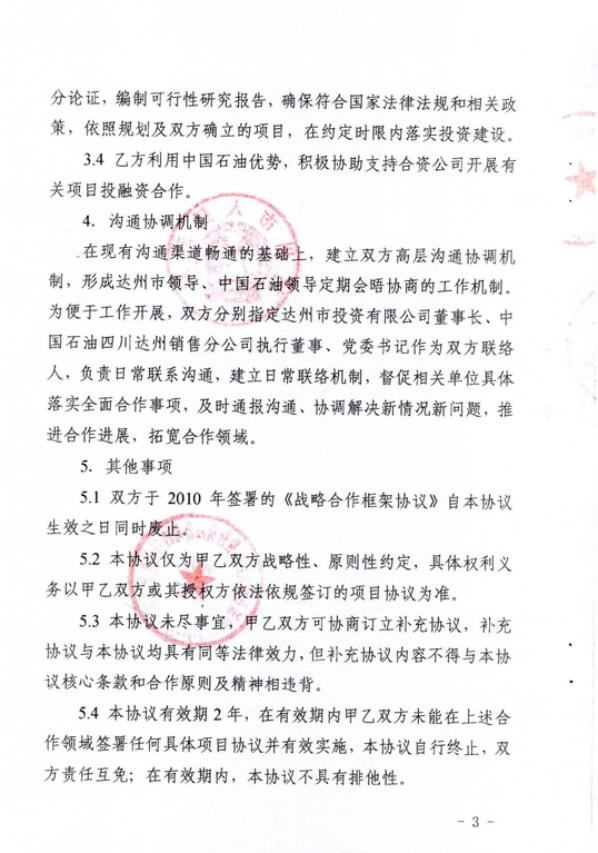 分论证，编制可行性研究报告，确保符合国家法律法规和相关政
策，依照规划及双方确立的项目，在约定时限内落实投资建设。
3.4 乙方利用中国石油优势，积极协助支持合资公司开展有
关项目投融资合作。
4. 沟通协调机制
在现有沟通渠道畅通的基础上，建立双方高层沟通协调机
制，形成达州市领导、中国石油领导定期会晤协商的工作机制。
为便于工作开展，双方分别指定达州市投资有限公司董事长、中
国石油四川达州销售分公司执行董事、党委书记作为双方联络
人，负责日常联系沟通，建立日常联络机制，督促相关单位具体
落实全面合作事项，及时通报沟通、协调解决新情况新问题，推
进合作进展，拓宽合作领域。
5. 其他事项
5.1 双方于 2010 年签署的《战略合作框架协议》自本协议
生效之日同时废止。
5.2 本协议仅为甲乙双方战略性、原则性约定，具体权利义
务以甲乙双方或其授权方依法依规签订的项目协议为准。
5.3 本协议未尽事宜，甲乙双方可协商订立补充协议，补充
协议与本协议均具有同等法律效力，但补充协议内容不得与本协
议核心条款和合作原则及精神相违背。
5.4 本协议有效期 2 年，在有效期内甲乙双方未能在上述合
作领域签署任何具体项目协议并有效实施，本协议自行终止，双
方责任互免；在有效期内，本协议不具有排他性。
- 3 -